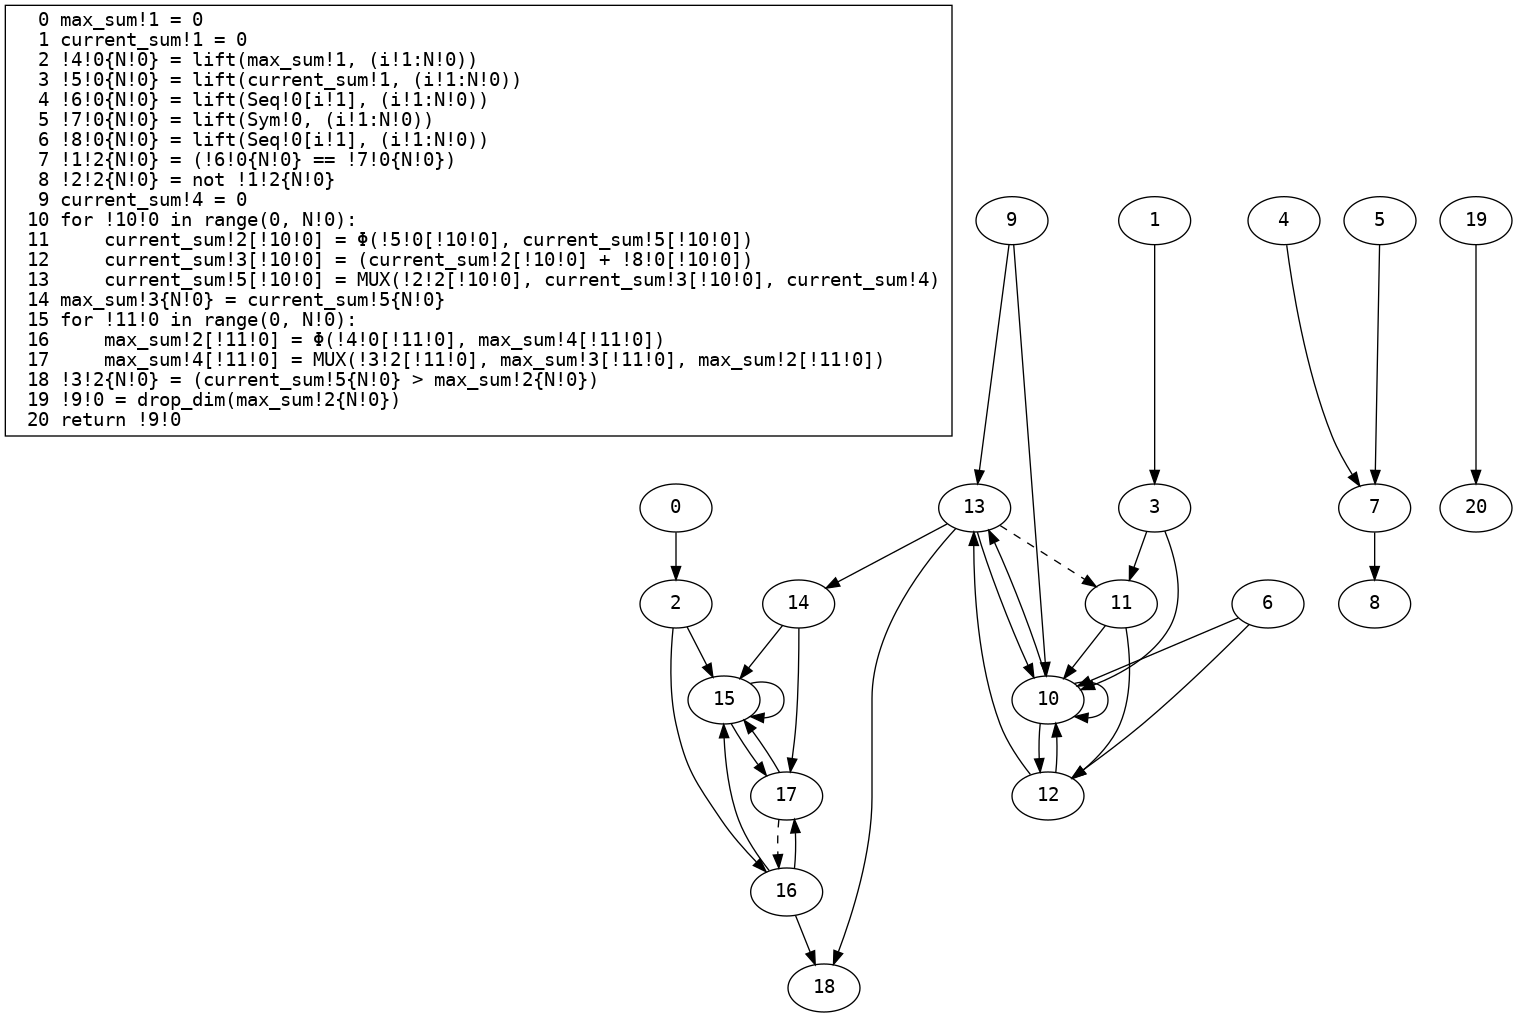 0 max_sum!1 = 0
1 current_sum!1 = 0
2 !4!0{N!0} = lift(max_sum!1, (i!1:N!0))
3 !5!0{N!0} = lift(current_sum!1, (i!1:N!0))
4 !6!0{N!0} = lift(Seq!0[i!1], (i!1:N!0))
5 !7!0{N!0} = lift(Sym!0, (i!1:N!0))
6 !8!0{N!0} = lift(Seq!0[i!1], (i!1:N!0))
7 !1!2{N!0} = (!6!0{N!0} == !7!0{N!0})
8 !2!2{N!0} = not !1!2{N!0}
9 current_sum!4 = 0
10 for !10!0 in range(0, N!0):
11     current_sum!2[!10!0] = Φ(!5!0[!10!0], current_sum!5[!10!0])
12     current_sum!3[!10!0] = (current_sum!2[!10!0] + !8!0[!10!0])
13     current_sum!5[!10!0] = MUX(!2!2[!10!0], current_sum!3[!10!0], current_sum!4)
14 max_sum!3{N!0} = current_sum!5{N!0}
15 for !11!0 in range(0, N!0):
16     max_sum!2[!11!0] = Φ(!4!0[!11!0], max_sum!4[!11!0])
17     max_sum!4[!11!0] = MUX(!3!2[!11!0], max_sum!3[!11!0], max_sum!2[!11!0])
18 !3!2{N!0} = (current_sum!5{N!0} > max_sum!2{N!0})
19 !9!0 = drop_dim(max_sum!2{N!0})
20 return !9!0
9 1 4 5 19
0 13 3 7 20
2 14 11 6 8
15 10
17 12
16
18